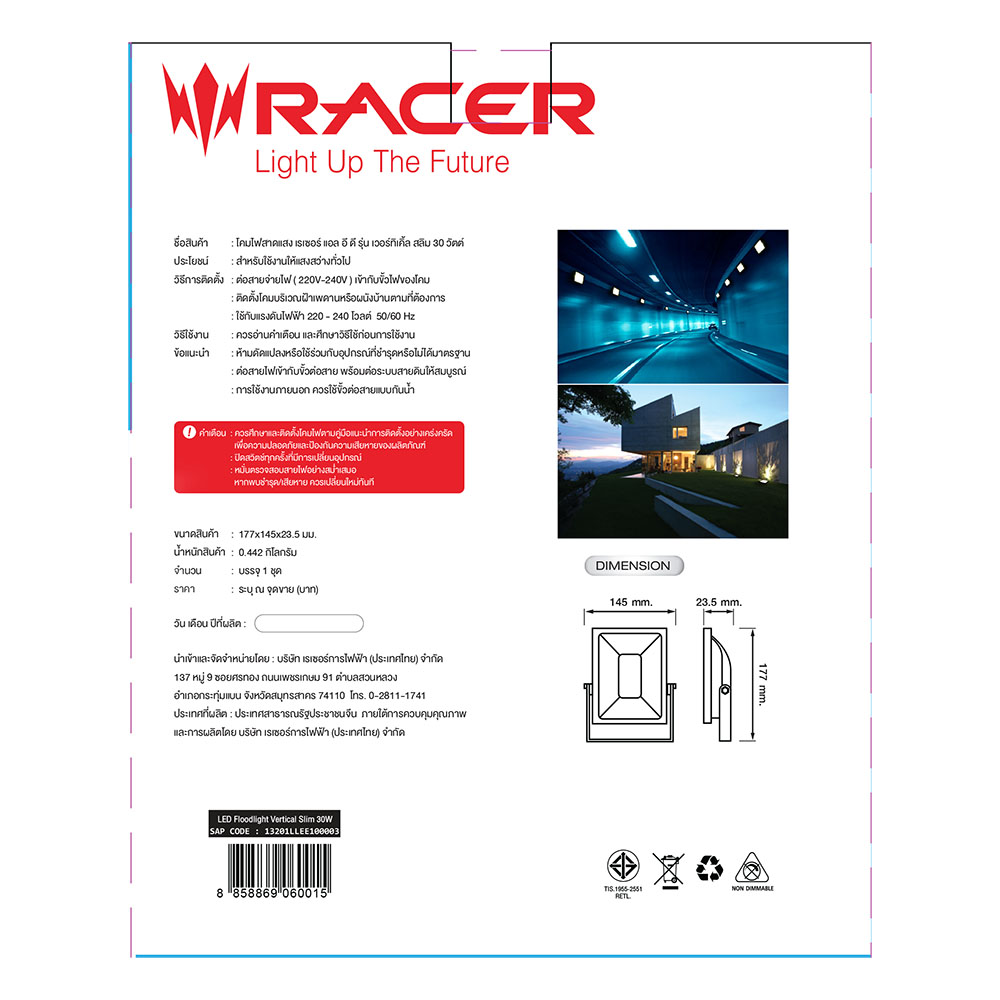 RACER
Light Up The Future
ชื่อสินค้า : โคมไฟสาดแสง เรเซอร์ แอล อี ดี รุ่น เวอร์ทิเคิ้ล สลิม 30 วัตต์
ประโยชน์ : สำหรับใช้งานให้แสงสว่างทั่วไป
วิธีการติดตั้ง : ต่อสายจ่ายไฟ ( 220V-240V ) เข้ากับขั้วไฟของโคม
: ติดตั้งโคมบริเวณฝ้าเพดานหรือผนังบ้านตามที่ต้องการ
: ใช้กับแรงดันไฟฟ้า 220 - 240 โวลต์ 50/60 Hz
วิธีใช้งาน : ควรอ่านคำเตือน และศึกษาวิธีใช้ก่อนการใช้งาน
ข้อแนะนำ : ห้ามดัดแปลงหรือใช้ร่วมกับอุปกรณ์ที่ชำรุดหรือไม่ได้มาตรฐาน
: ต่อสายไฟเข้ากับขั้วต่อสาย พร้อมต่อระบบสายดินให้สมบูรณ์
: การใช้งานภายนอก ควรใช้ขั้วต่อสายแบบกันน้ำ
! คำเตือน : ควรศึกษาและติดตั้งโคมไฟตามคู่มือแนะนำการติดตั้งอย่างเคร่งครัด
เพื่อความปลอดภัยและป้องกันความเสียหายของผลิตภัณฑ์
: ปิดสวิตช์ทุกครั้งที่มีการเปลี่ยนอุปกรณ์
: หมั่นตรวจสอบสายไฟอย่างสม่ำเสมอ
หากพบชำรุด/เสียหาย ควรเปลี่ยนใหม่ทันที
ขนาดสินค้า : 177x145x23.5 มม.
น้ำหนักสินค้า : 0.442 กิโลกรัม
จำนวน : บรรจุ 1 ชุด
ราคา : ระบุ ณ จุดขาย (บาท)
วัน เดือน ปีที่ผลิต :
นำเข้าและจัดจำหน่ายโดย : บริษัท เรเซอร์การไฟฟ้า (ประเทศไทย) จำกัด
137 หมู่ 9 ซอยศรทอง ถนนเพชรเกษม 91 ตำบลสวนหลวง
อำเภอกระทุ่มแบน จังหวัดสมุทรสาคร 74110 โทร. 0-2811-1741
ประเทศที่ผลิต : ประเทศสาธารณรัฐประชาชนจีน ภายใต้การควบคุมคุณภาพ
และการผลิตโดย บริษัท เรเซอร์การไฟฟ้า (ประเทศไทย) จำกัด
DIMENSION
145 mm.
23.5 mm.
177 mm.
LED Floodlight Vertical Slim 30W
SAP CODE : 13201LLEE100003
8 858869 060015
TIS.1955-2551
RETL.
NON DIMMABLE